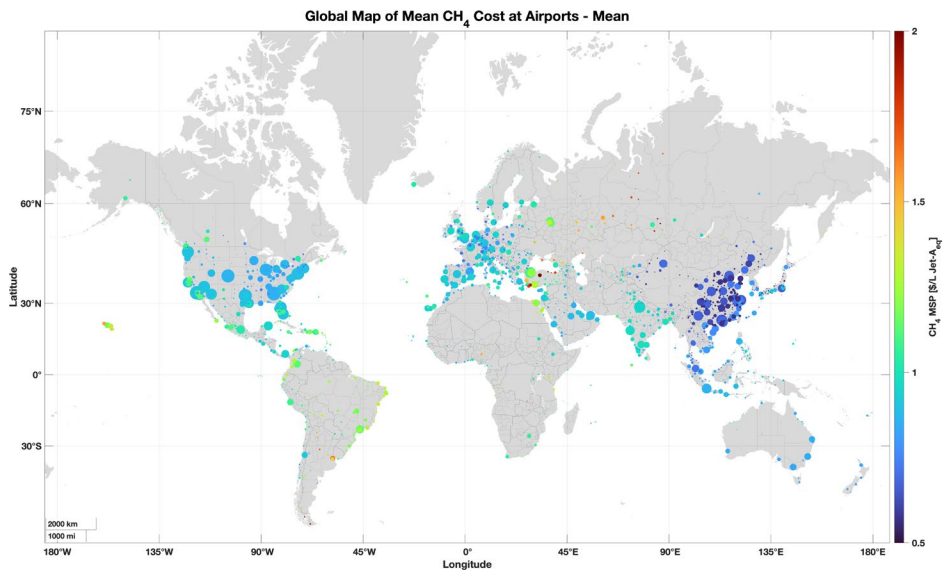 Global Map of Mean CH4 Cost at Airports - Mean
75°N
60°N
30°N
0°
30°S
Latitude
2000 km
1000 mi
180°W
135°W
90°W
45°W
0°
45°E
90°E
135°E
180°E
Longitude
2
1.5
1
0.5
CH4 MSP [$/L Jet-Aeq]